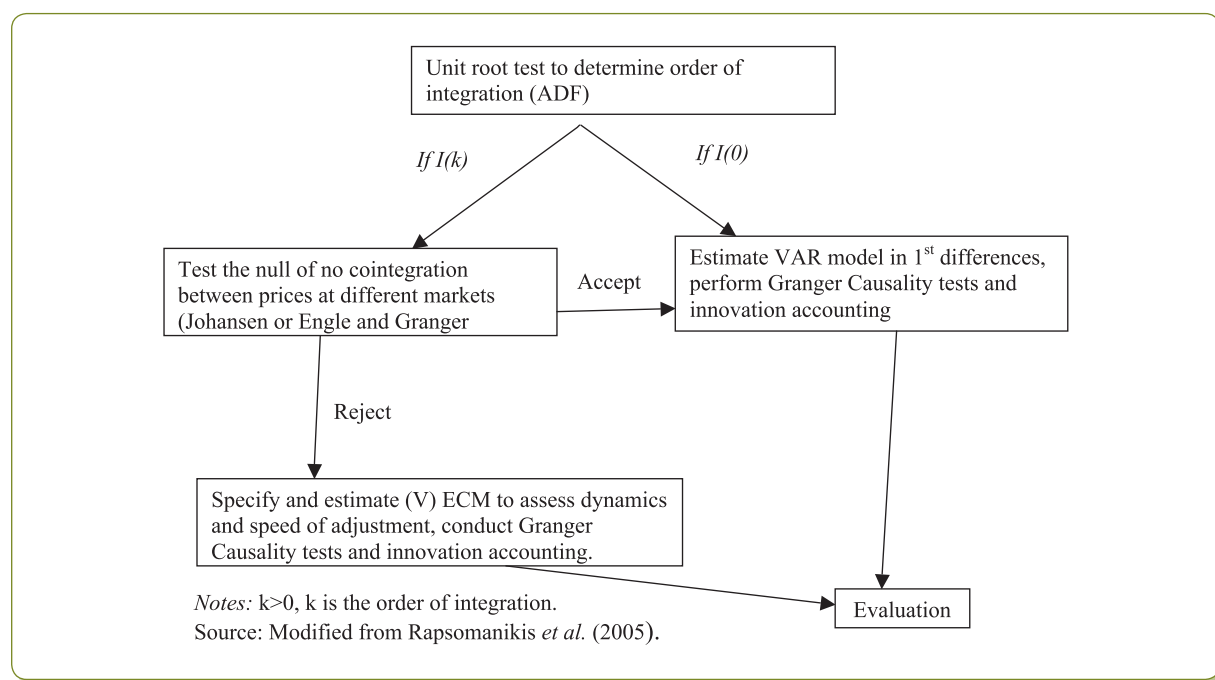 Unit root test to determine order of
integration (ADF)
If I(k)
If I(0)
Test the null of no cointegration
between prices at different markets
(Johansen or Engle and Granger
Accept
Estimate VAR model in 1st differences,
perform Granger Causality tests and
innovation accounting
Reject
Specify and estimate (V) ECM to assess dynamics
and speed of adjustment, conduct Granger
Causality tests and innovation accounting.
Evaluation
Notes: k>0, k is the order of integration.
Source: Modified from Rapsomanikis et al. (2005).